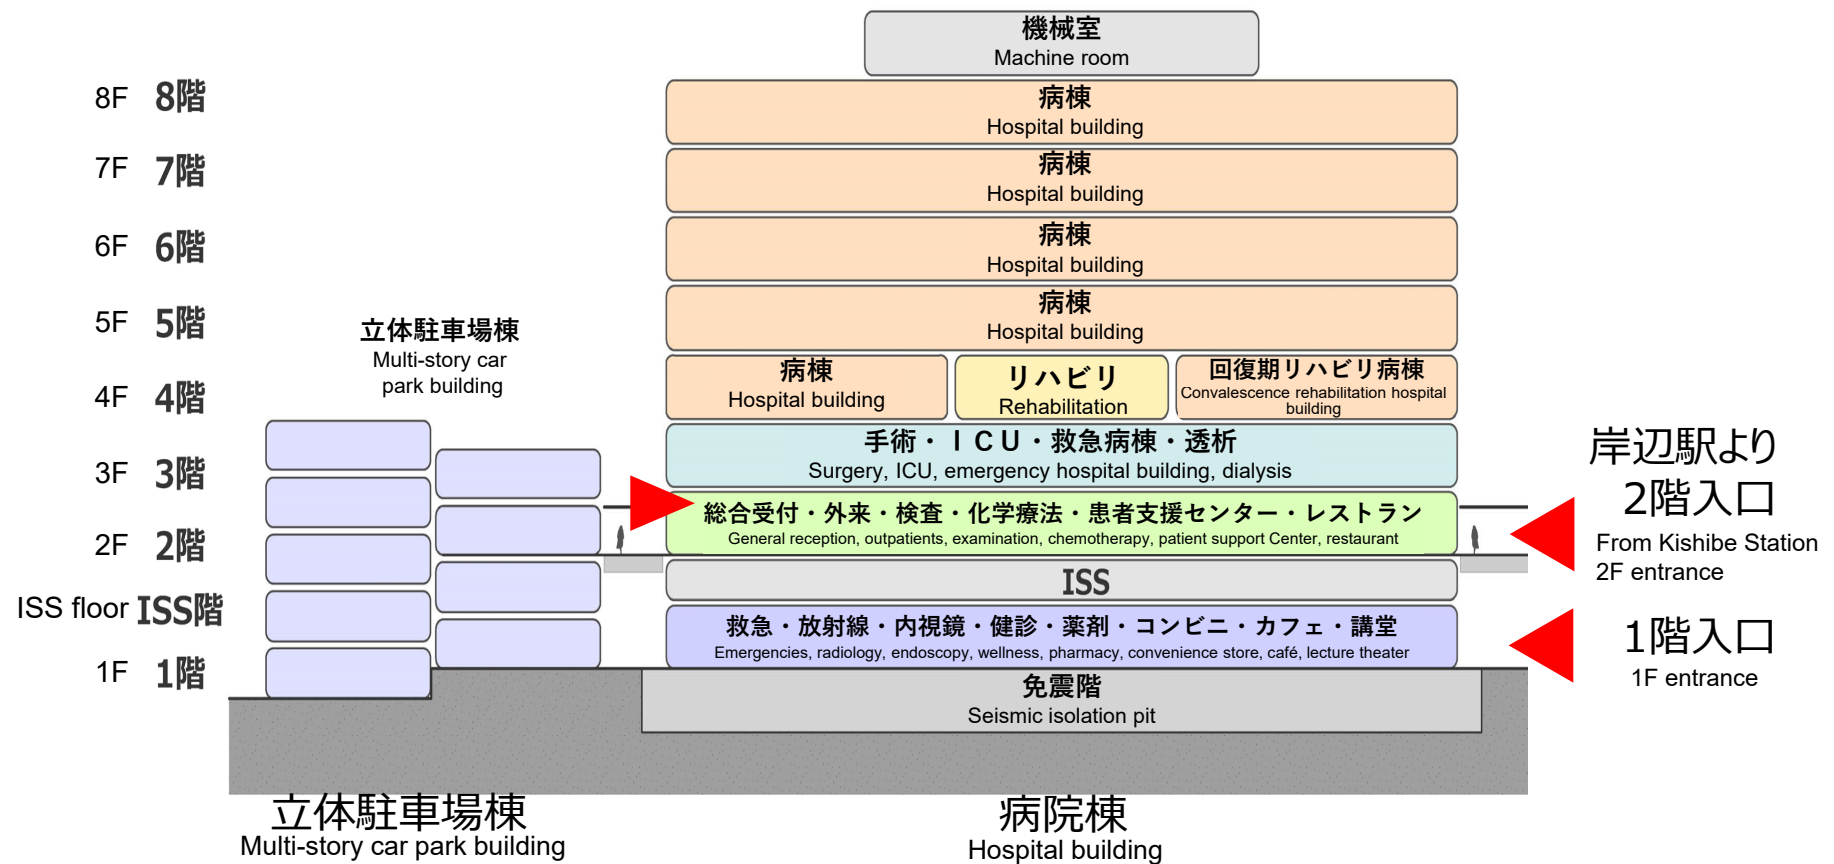 機械室
Machine room
8F 8階
病棟
Hospital building
7F 7階
病棟
Hospital building
6F 6階
病棟
Hospital building
5F 5階
病棟
Hospital building
立体駐車場棟
Multi-story car
park building
4F 4階
病棟
Hospital building
リハビリ
Rehabilitation
回復期リハビリ病棟
Convalescence rehabilitation hospital
building
3F 3階
手術・ＩＣＵ・救急病棟・透析
Surgery, ICU, emergency hospital building, dialysis
2F 2階
総合受付・外来・検査・化学療法・患者支援センター・レストラン
General reception, outpatients, examination, chemotherapy, patient support Center, restaurant
岸辺駅より
2階入口
From Kishibe Station
2F entrance
ISS floor ISS階
ISS
1F 1階
救急・放射線・内視鏡・健診・薬剤・コンビニ・カフェ・講堂
Emergencies, radiology, endoscopy, wellness, pharmacy, convenience store, café, lecture theater
1階入口
1F entrance
免震階
Seismic isolation pit
立体駐車場棟
Multi-story car park building
病院棟
Hospital building